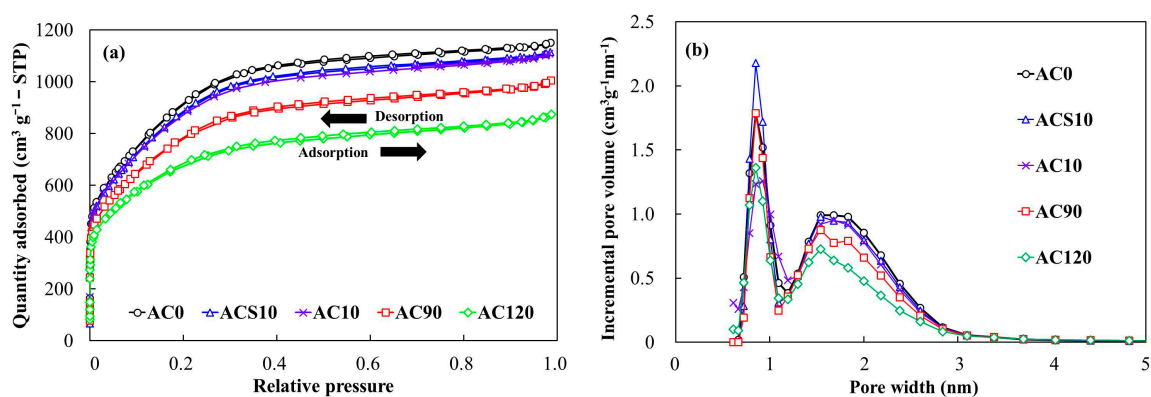 (a)
Quantity adsorbed (cm³ g⁻¹ – STP)
1200
1000
800
600
400
200
0
Desorption
Adsorption
AC0 ACS10 AC10 AC90 AC120
0 0.2 0.4 0.6 0.8 1.0
Relative pressure
(b)
Incremental pore volume (cm³g⁻¹nm⁻¹)
2.5
2.0
1.5
1.0
0.5
0
AC0
ACS10
AC10
AC90
AC120
0 1 2 3 4 5
Pore width (nm)